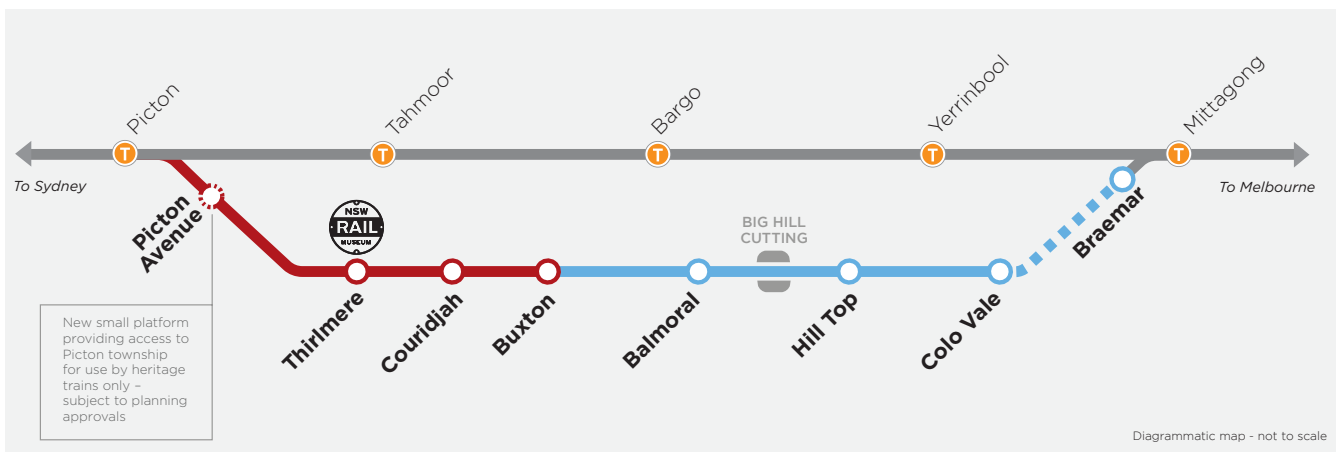 Picton
Tahmoor
Bargo
Yerrinbool
Mittagong
T
T
T
T
T
To Sydney
To Melbourne
Picton
Avenue
NSW
RAIL
MUSEUM
BIG HILL
CUTTING
Braemar
Thirlmere
Couridjah
Buxton
Balmoral
Hill Top
Colo Vale
New small platform
providing access to
Picton township
for use by heritage
trains only –
subject to planning
approvals
Diagrammatic map - not to scale